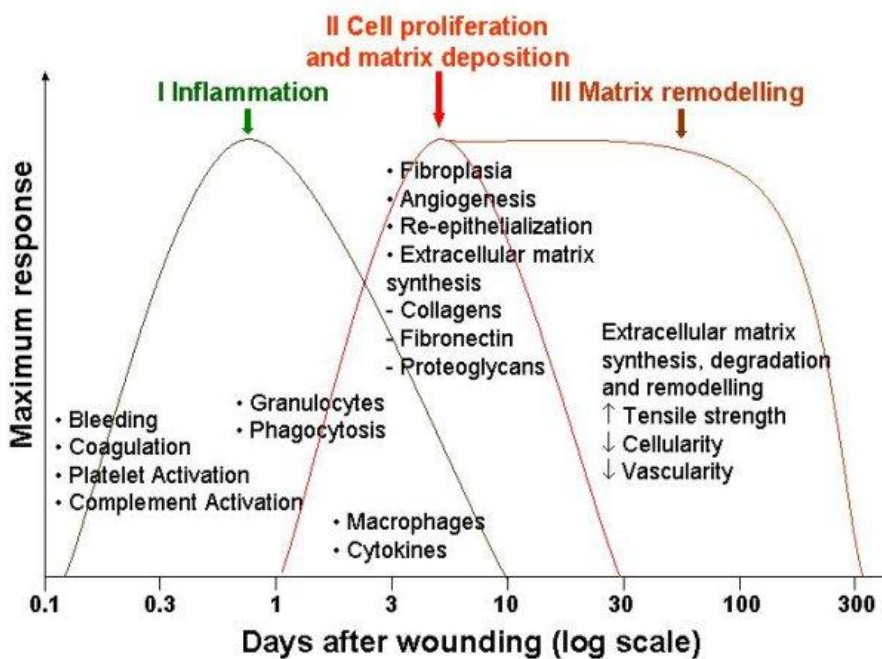 II Cell proliferation
and matrix deposition
I Inflammation
III Matrix remodelling
Maximum response
• Fibroplasia
• Angiogenesis
• Re-epithelialization
• Extracellular matrix
synthesis
- Collagens
- Fibronectin
- Proteoglycans
Extracellular matrix
synthesis, degradation
and remodelling
↑ Tensile strength
↓ Cellularity
↓ Vascularity
• Granulocytes
• Phagocytosis
• Bleeding
• Coagulation
• Platelet Activation
• Complement Activation
• Macrophages
• Cytokines
0.1 0.3 1 3 10 30 100 300
Days after wounding (log scale)